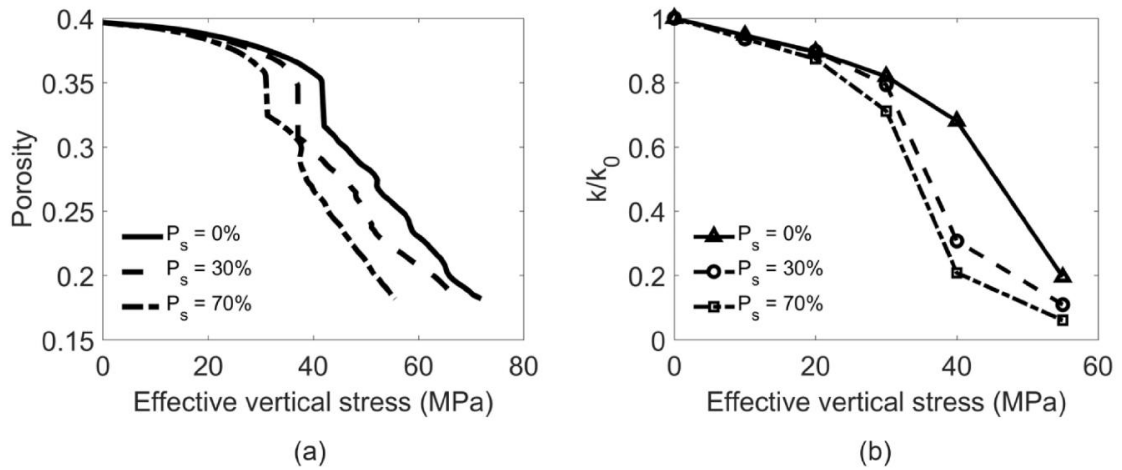 0.4
0.35
0.3
0.25
0.2
0.15
Porosity
P_s = 0%
P_s = 30%
P_s = 70%
0 20 40 60 80
Effective vertical stress (MPa)
(a)
1
0.8
0.6
0.4
0.2
0
k/k_0
P_s = 0%
P_s = 30%
P_s = 70%
0 20 40 60
Effective vertical stress (MPa)
(b)